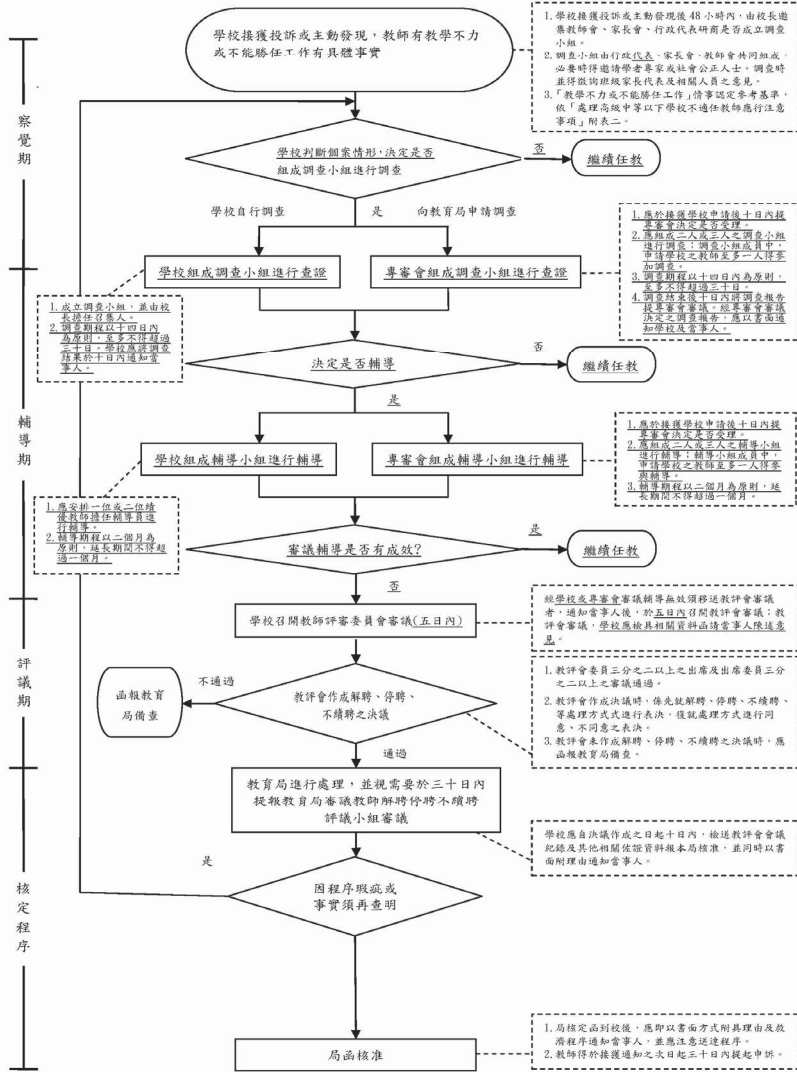 學校接獲投訴或主動發現，教師有教學不力
或不能勝任工作有具體事實
1. 學校接獲投訴或主動發現後48小時內，由校長邀
集教師會、家長會、行政代表研商是否成立調查
小組。
2. 調查小組由行政代表、家長會、教師會共同組成，
必要時得邀請學者專家或社會公正人士。調查時
並得徵詢班級家長代表及相關人員之意見。
3. 「教學不力或不能勝任工作」情事認定參考基準，
依「處理高級中等以下學校不適任教師應行注意
事項」附表二。
察覺期
學校判斷個案情形，決定是否
組成調查小組進行調查
否
繼續任教
學校自行調查
是
向教育局申請調查
1. 應於接獲學校申請後十日內提
專審會決定是否受理。
2. 應組成二人或三人之調查小組
進行調查；調查小組成員中，
申請學校之教師至多一人得參
加調查。
3. 調查期程以十四日內為原則，
至多不得超過三十日。
4. 調查結束後十日內將調查報告
提專審會審議。經專審會審議
決定之調查報告，應以書面通
知學校及當事人。
學校組成調查小組進行查證
專審會組成調查小組進行查證
1. 成立調查小組，並由校
長擔任召集人。
2. 調查期程以十四日內
為原則，至多不得超過
三十日。學校應將調查
結果於十日內通知當
事人。
決定是否輔導
否
繼續任教
是
輔導期
1. 應於接獲學校申請後十日內提
專審會決定是否受理。
2. 應組成二人或三人之輔導小組
進行輔導；輔導小組成員中，
申請學校之教師至多一人得參
與輔導。
3. 輔導期程以二個月為原則，延
長期間不得超過一個月。
學校組成輔導小組進行輔導
專審會組成輔導小組進行輔導
1. 應安排一位或二位績
優教師擔任輔導員進
行輔導。
2. 輔導期程以二個月為
原則，延長期間不得超
過一個月。
審議輔導是否有成效?
是
繼續任教
否
評議期
學校召開教師評審委員會審議(五日內)
經學校或專審會審議輔導無效須移送教評會審議
者，通知當事人後，於五日內召開教評會審議；教
評會審議，學校應檢具相關資料函請當事人陳述意
見。
教評會作成解聘、停聘、
不續聘之決議
不通過
函報教育
局備查
1. 教評會委員三分之二以上之出席及出席委員三分
之二以上之審議通過。
2. 教評會作成決議時，係先就解聘、停聘、不續聘、
等處理方式式進行表決，復就處理方式進行同
意、不同意之表決。
3. 教評會未作成解聘、停聘、不續聘之決議時，應
函報教育局備查。
通過
教育局進行處理，並視需要於三十日內
提報教育局審議教師解聘停聘不續聘
評議小組審議
學校應自決議作成之日起十日內，檢送教評會會議
紀錄及其他相關佐證資料報本局核准，並同時以書
面附理由通知當事人。
核定程序
是
因程序瑕疵或
事實須再查明
局函核准
1. 局核定函到校後，應即以書面方式附具理由及救
濟程序通知當事人，並應注意送達程序。
2. 教師得於接獲通知之次日起三十日內提起申訴。